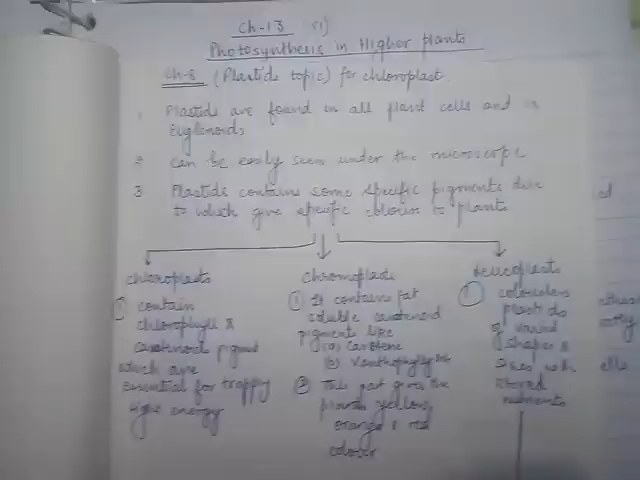 Ch-13
Photosynthesis in Higher plants
Ch-8 (Plastids topic) for chloroplast.
1 Plastids are found in all plant cells and in
Euglenoids
2 Can be easily seen under the microscope
3 Plastids contains some specific pigments due
to which give specific colour to plants
Chloroplasts
① contain
chlorophyll &
carotenoid pigment
which are
essential for trapping
light energy
Chromoplasts
① It contains fat
soluble carotenoid
pigments like
(a) Carotene
(b) Xanthophylls
② This part gives the
plants yellow,
orange & red
colour
Leucoplasts
① colourless
plastids
of varied
shapes &
sizes with
stored
nutrients